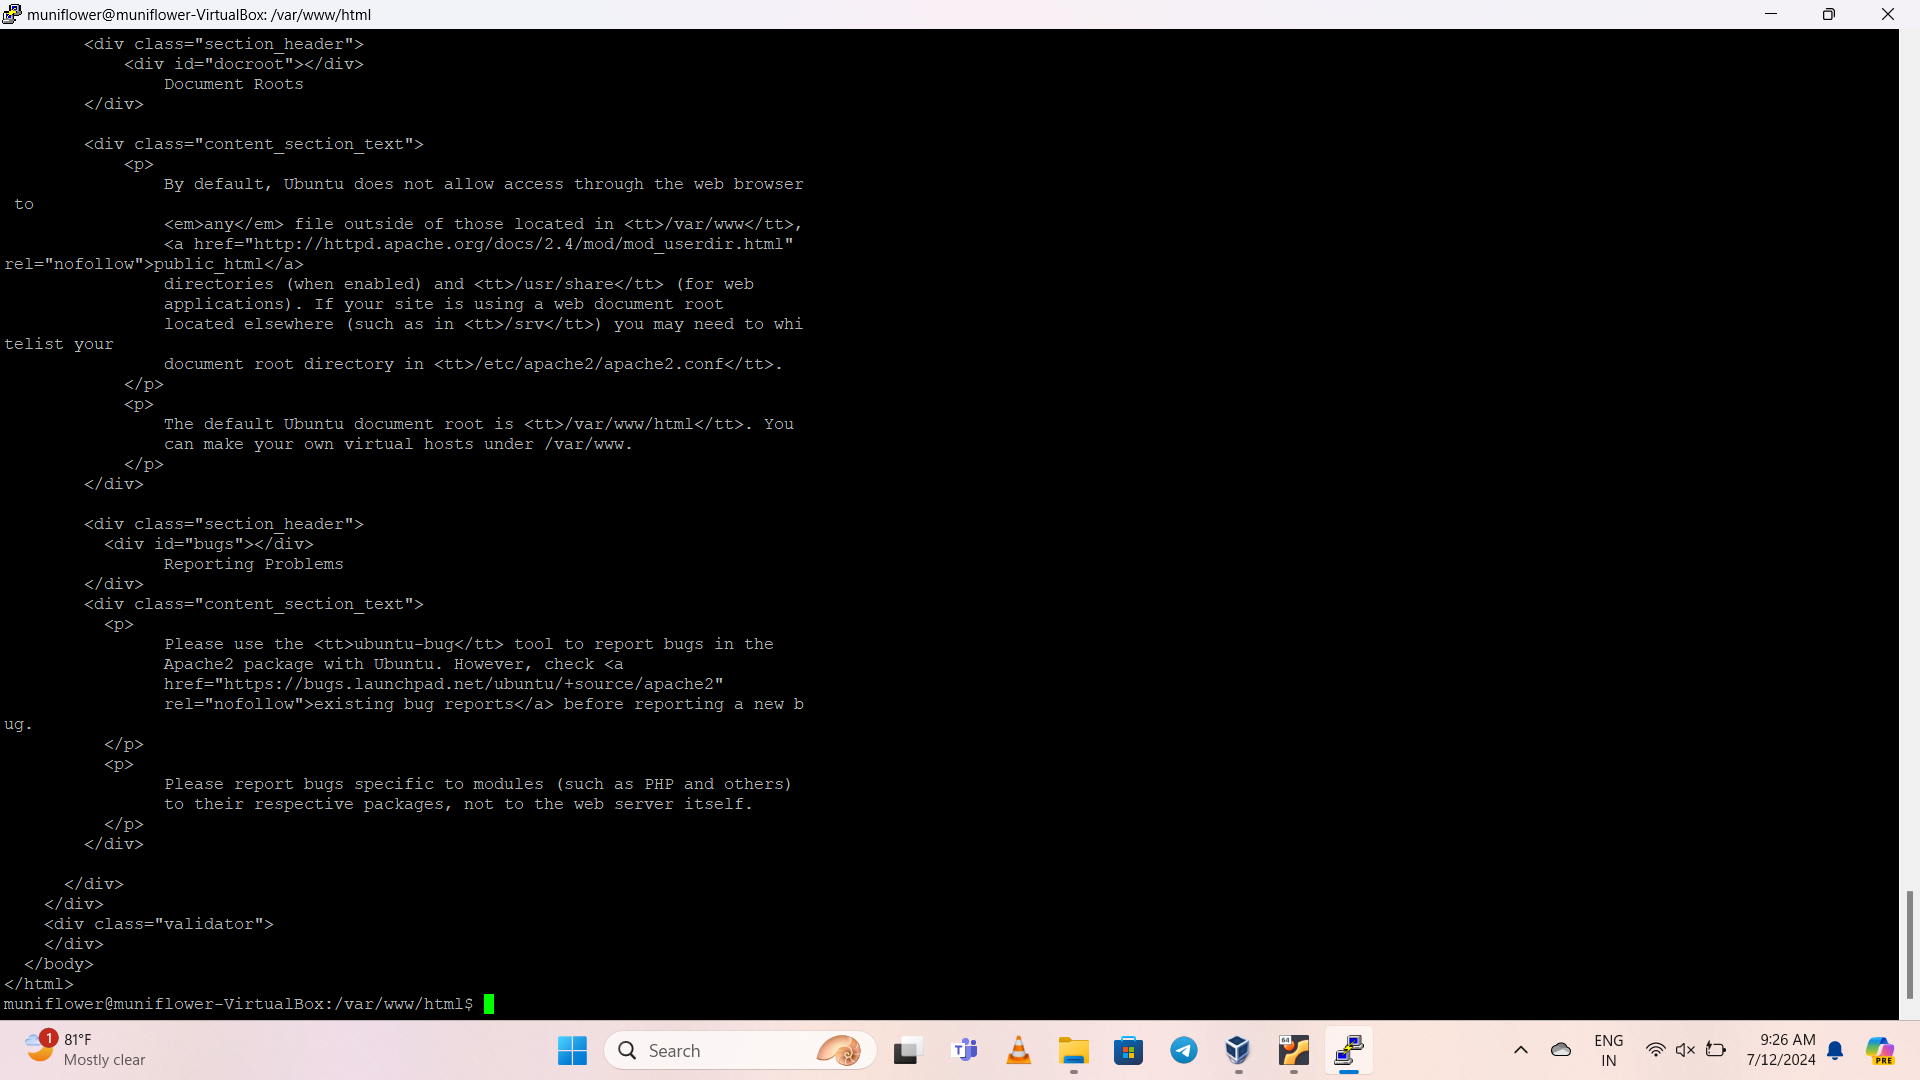 muniflower@muniflower-VirtualBox: /var/www/html
<div class="section_header">
<div id="docroot"></div>
Document Roots
</div>
<div class="content_section_text">
<p>
By default, Ubuntu does not allow access through the web browser
to
<em>any</em> file outside of those located in <tt>/var/www</tt>,
<a href="http://httpd.apache.org/docs/2.4/mod/mod_userdir.html"
rel="nofollow">public_html</a>
directories (when enabled) and <tt>/usr/share</tt> (for web
applications). If your site is using a web document root
located elsewhere (such as in <tt>/srv</tt>) you may need to whi
telist your
document root directory in <tt>/etc/apache2/apache2.conf</tt>.
</p>
<p>
The default Ubuntu document root is <tt>/var/www/html</tt>. You
can make your own virtual hosts under /var/www.
</p>
</div>
<div class="section_header">
<div id="bugs"></div>
Reporting Problems
</div>
<div class="content_section_text">
<p>
Please use the <tt>ubuntu-bug</tt> tool to report bugs in the
Apache2 package with Ubuntu. However, check <a
href="https://bugs.launchpad.net/ubuntu/+source/apache2"
rel="nofollow">existing bug reports</a> before reporting a new b
ug.
</p>
<p>
Please report bugs specific to modules (such as PHP and others)
to their respective packages, not to the web server itself.
</p>
</div>
</div>
</div>
<div class="validator">
</div>
</body>
</html>
muniflower@muniflower-VirtualBox:/var/www/html$
1
81°F
Mostly clear
Search
64
ENG
IN
9:26 AM
7/12/2024
PRE